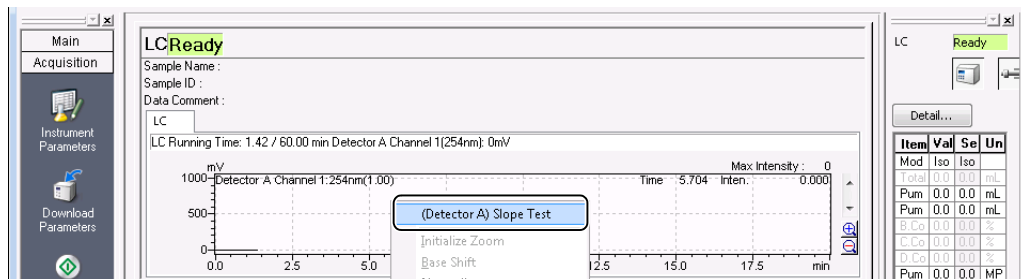 Main
Acquisition
Instrument
Parameters
Download
Parameters
LC Ready
Sample Name :
Sample ID :
Data Comment :
LC
LC Running Time: 1.42 / 60.00 min Detector A Channel 1(254nm): 0mV
mV
Max Intensity : 0
1000
Detector A Channel 1:254nm(1.00)
Time 5.704 Inten. 0.000
500
0
0.0 2.5 5.0 12.5 15.0 17.5 min
(Detector A) Slope Test
Initialize Zoom
Base Shift
LC Ready
Detail...
Item Val Se Un
Mod Iso Iso
Total 0.0 0.0 mL
Pum 0.0 0.0 mL
Pum 0.0 0.0 mL
B.Co 0.0 0.0 %
C.Co 0.0 0.0 %
D.Co 0.0 0.0 %
Pum 0.0 0.0 MP